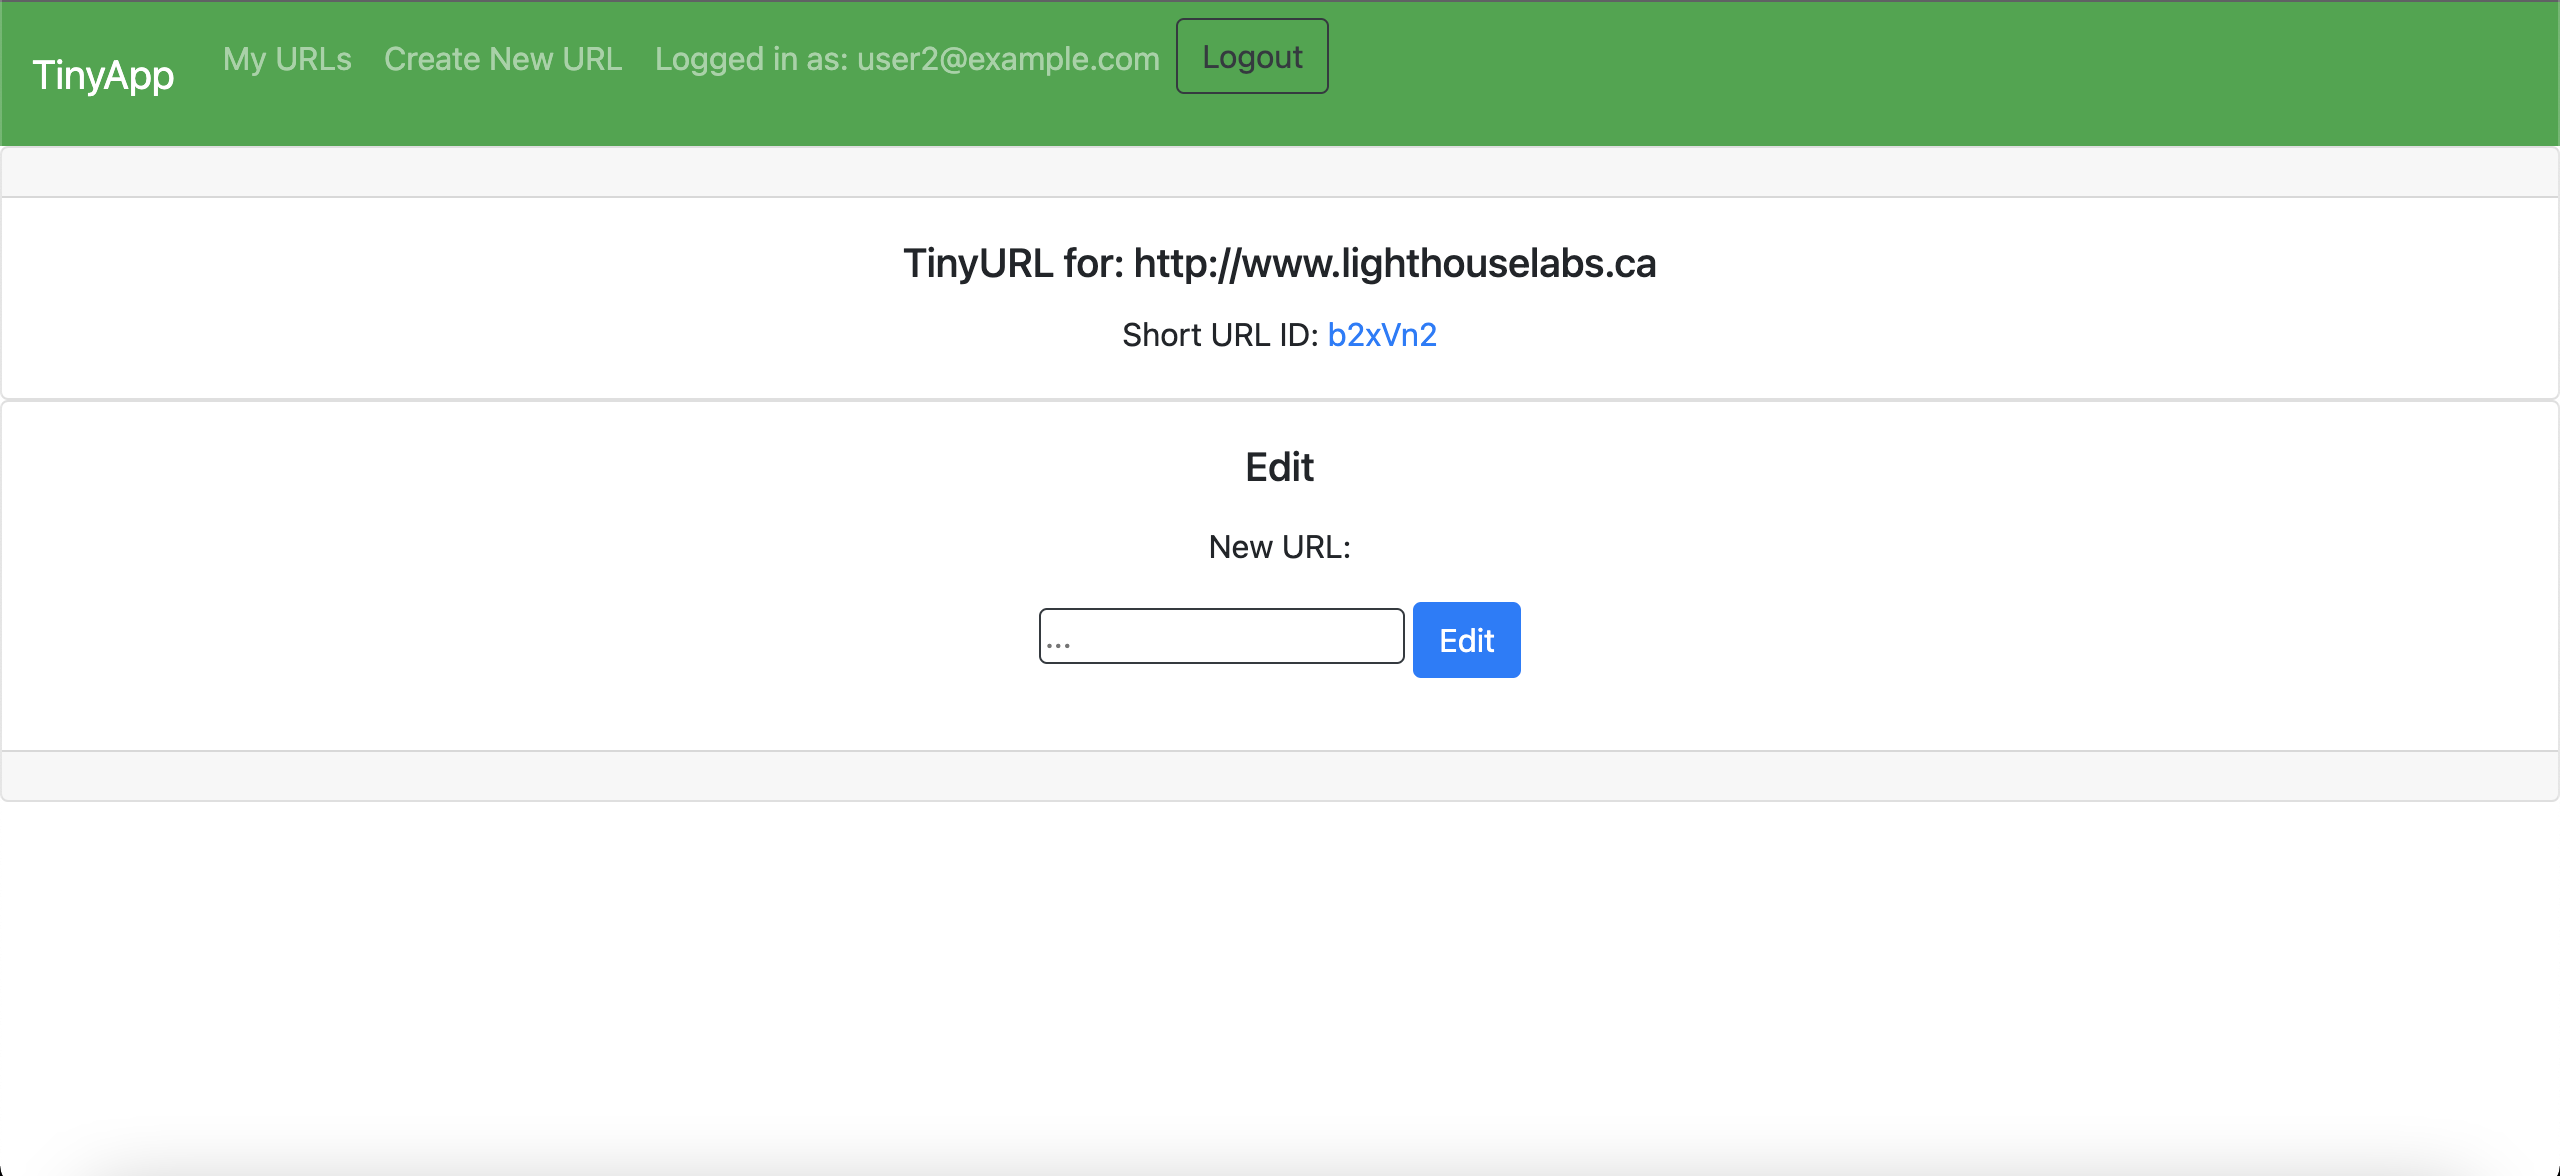 TinyApp My URLs Create New URL Logged in as: user2@example.com Logout
TinyURL for: http://www.lighthouselabs.ca
Short URL ID: b2xVn2
Edit
New URL:
... Edit